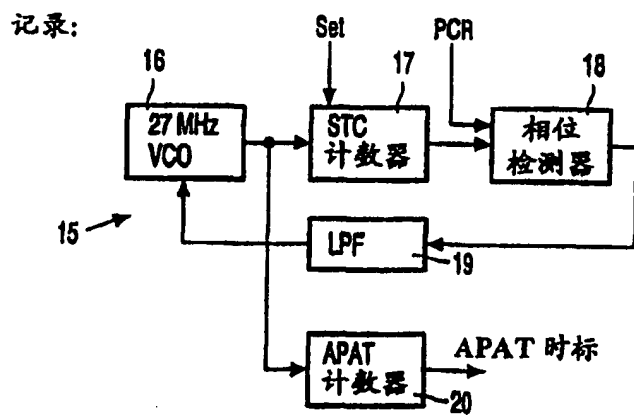 记录:
Set
PCR
16
17
18
27 MHz
VCO
STC
计数器
相位
检测器
15
LPF
19
APAT
计数器
APAT 时标
20